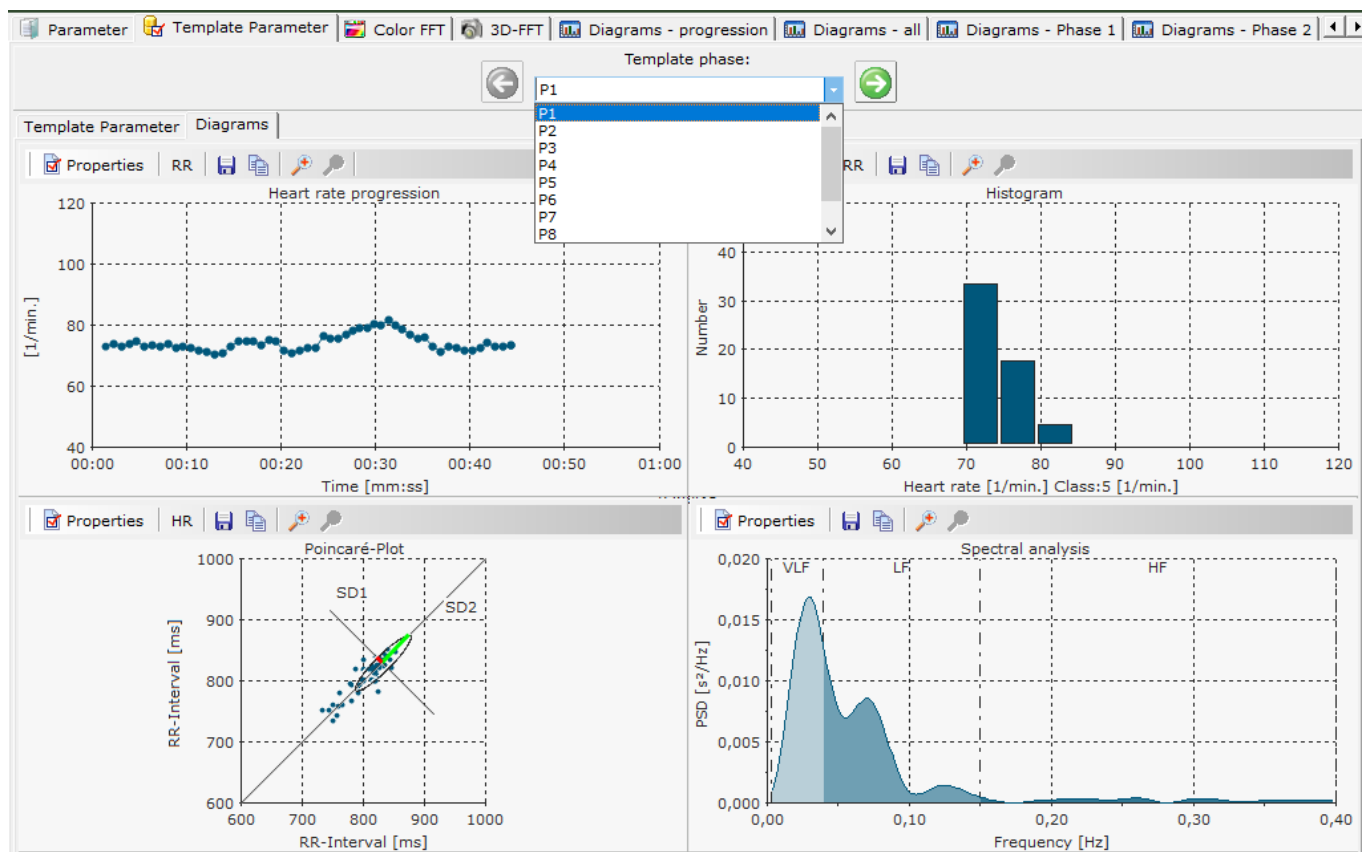 Parameter Template Parameter Color FFT 3D-FFT Diagrams - progression Diagrams - all Diagrams - Phase 1 Diagrams - Phase 2
Template phase:
P1
P1
P2
P3
P4
P5
P6
P7
P8
Template Parameter Diagrams
Properties RR
Heart rate progression
120
100
80
60
40
[1/min.]
00:00 00:10 00:20 00:30 00:40 00:50 01:00
Time [mm:ss]
RR
Histogram
40
30
20
10
0
Number
40 50 60 70 80 90 100 110 120
Heart rate [1/min.] Class:5 [1/min.]
Properties HR
Poincaré-Plot
1000
900
800
700
600
RR-Interval [ms]
SD1
SD2
600 700 800 900 1000
RR-Interval [ms]
Properties
Spectral analysis
VLF LF HF
0,020
0,015
0,010
0,005
0,000
PSD [s²/Hz]
0,00 0,10 0,20 0,30 0,40
Frequency [Hz]